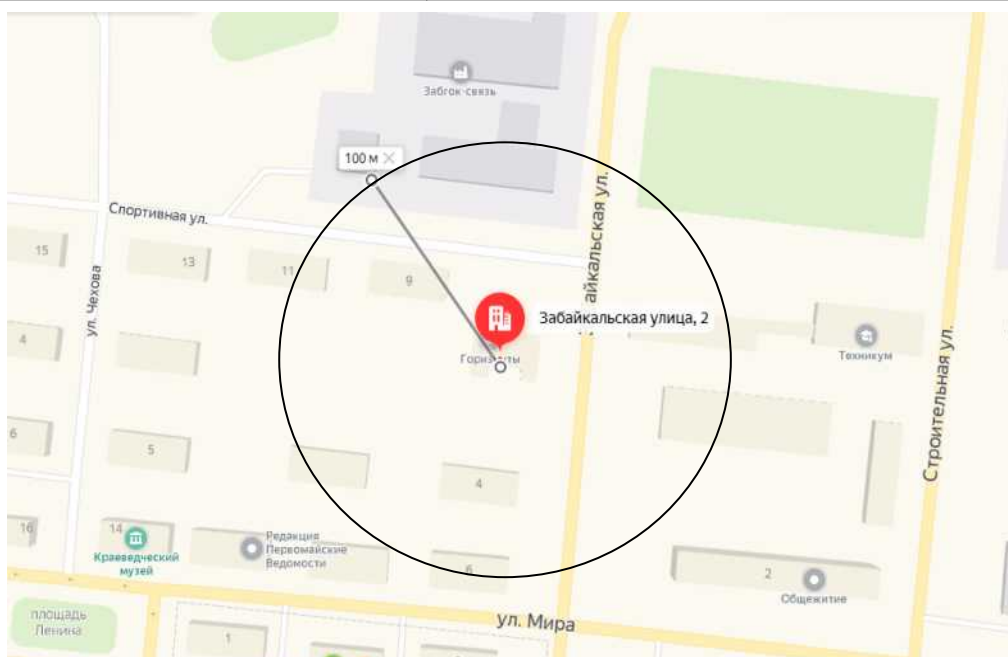 Забгок-связь
100 м
Спортивная ул.
15
13
11
9
айкальская ул.
ул. Чехова
Забайкальская улица, 2
4
Техникум
Строительная ул.
6
5
4
16
14
Краеведческий
музей
Редакция
Первомайские
Ведомости
6
2
Общежитие
площадь
Ленина
1
ул. Мира